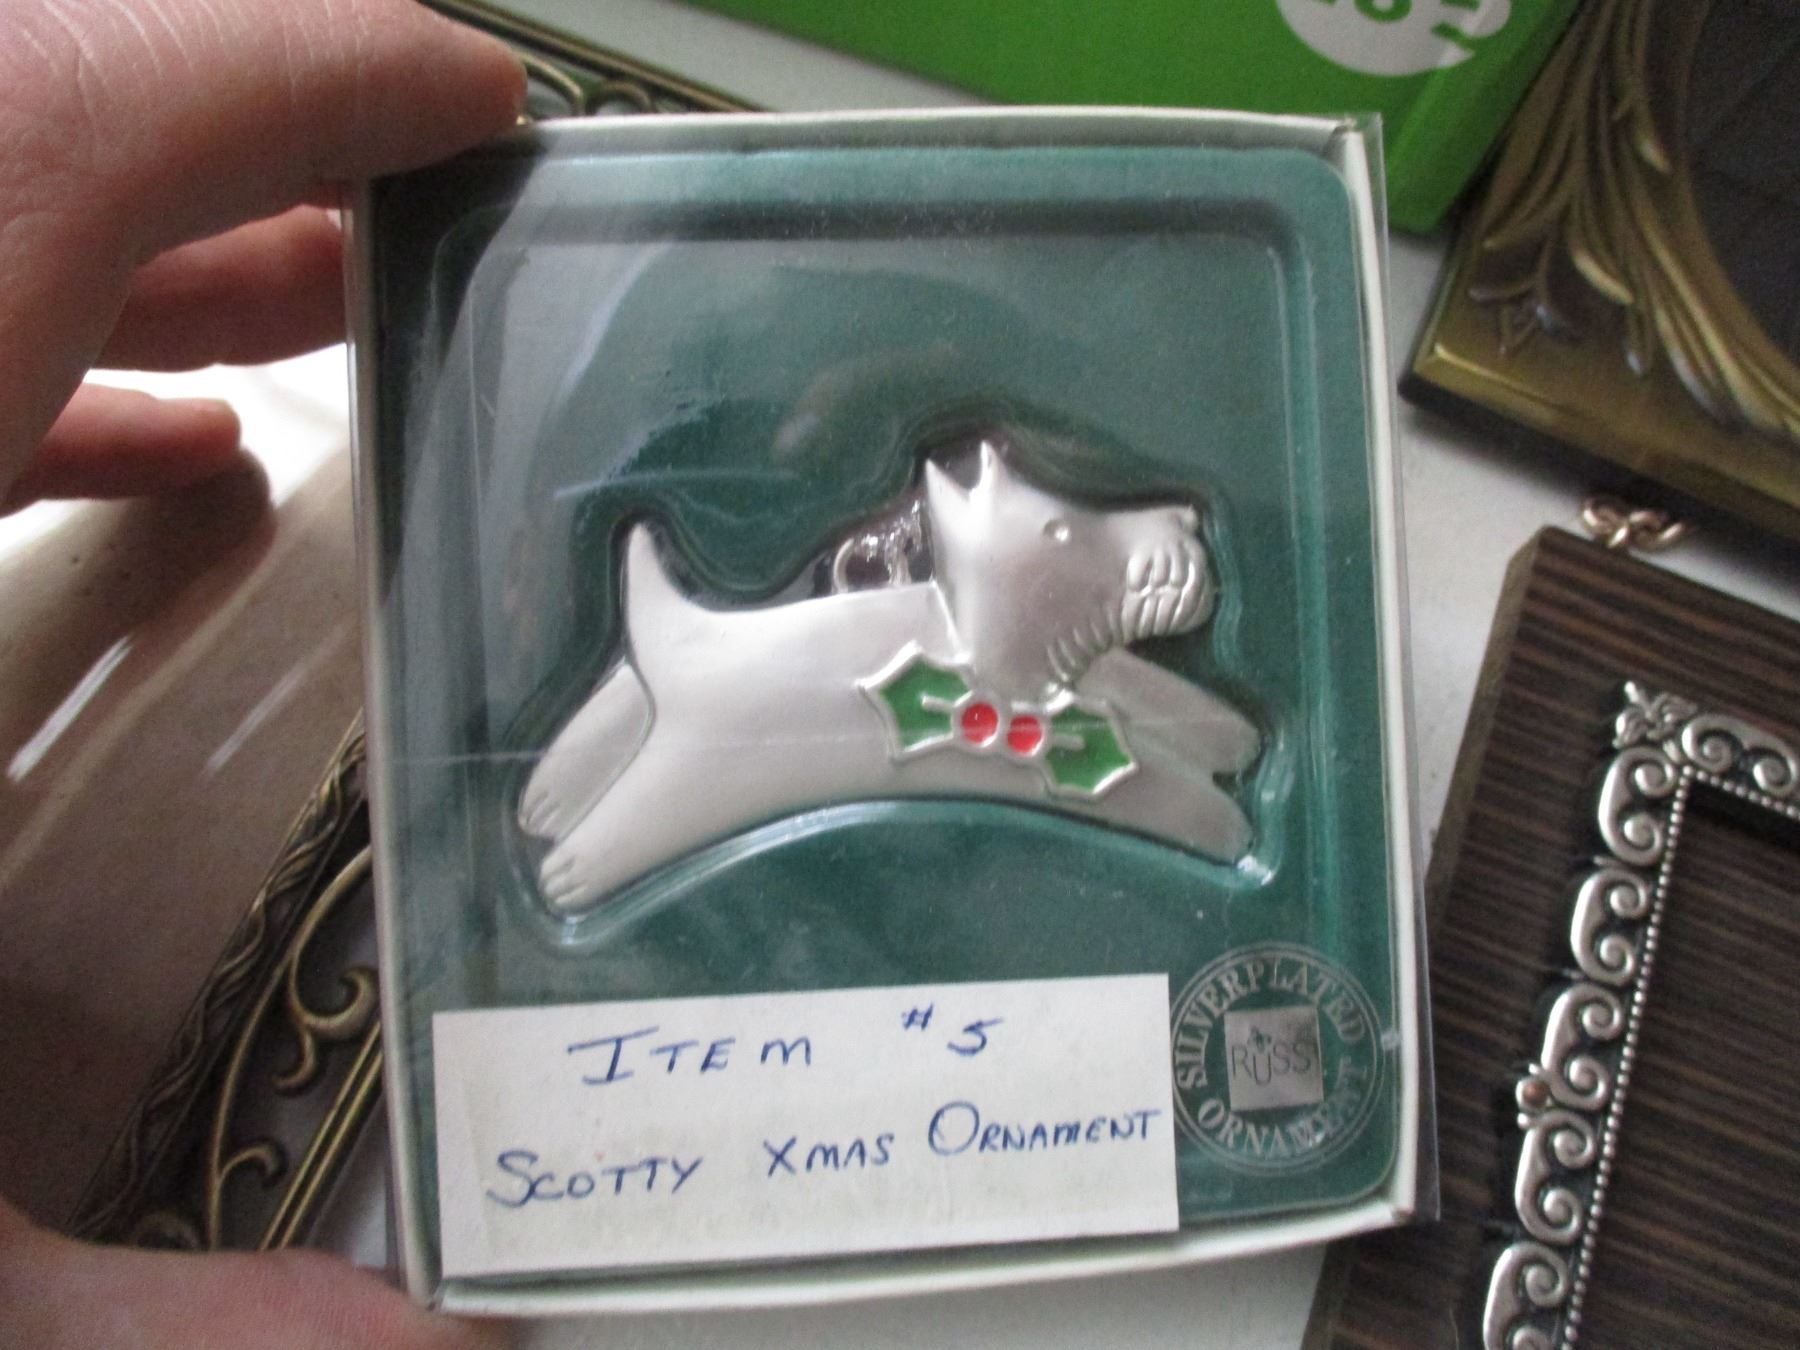 ITEM #5
SCOTTY XMAS ORNAMENT
SILVERPLATED
RUSS
ORNAMENT